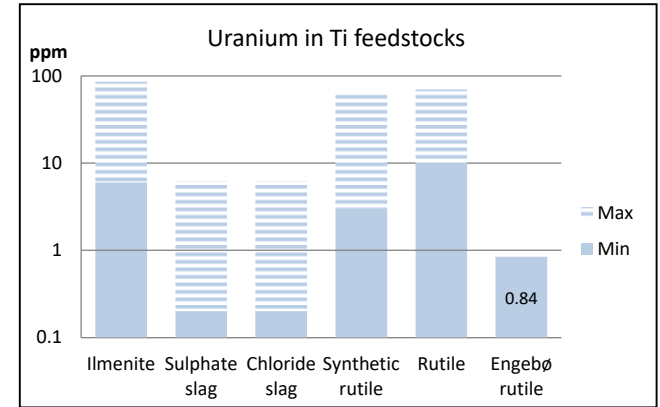 Uranium in Ti feedstocks
ppm
100
10
1
0.1
0.84
Max
Min
Ilmenite Sulphate Chloride Synthetic Rutile Engebø
slag slag rutile rutile